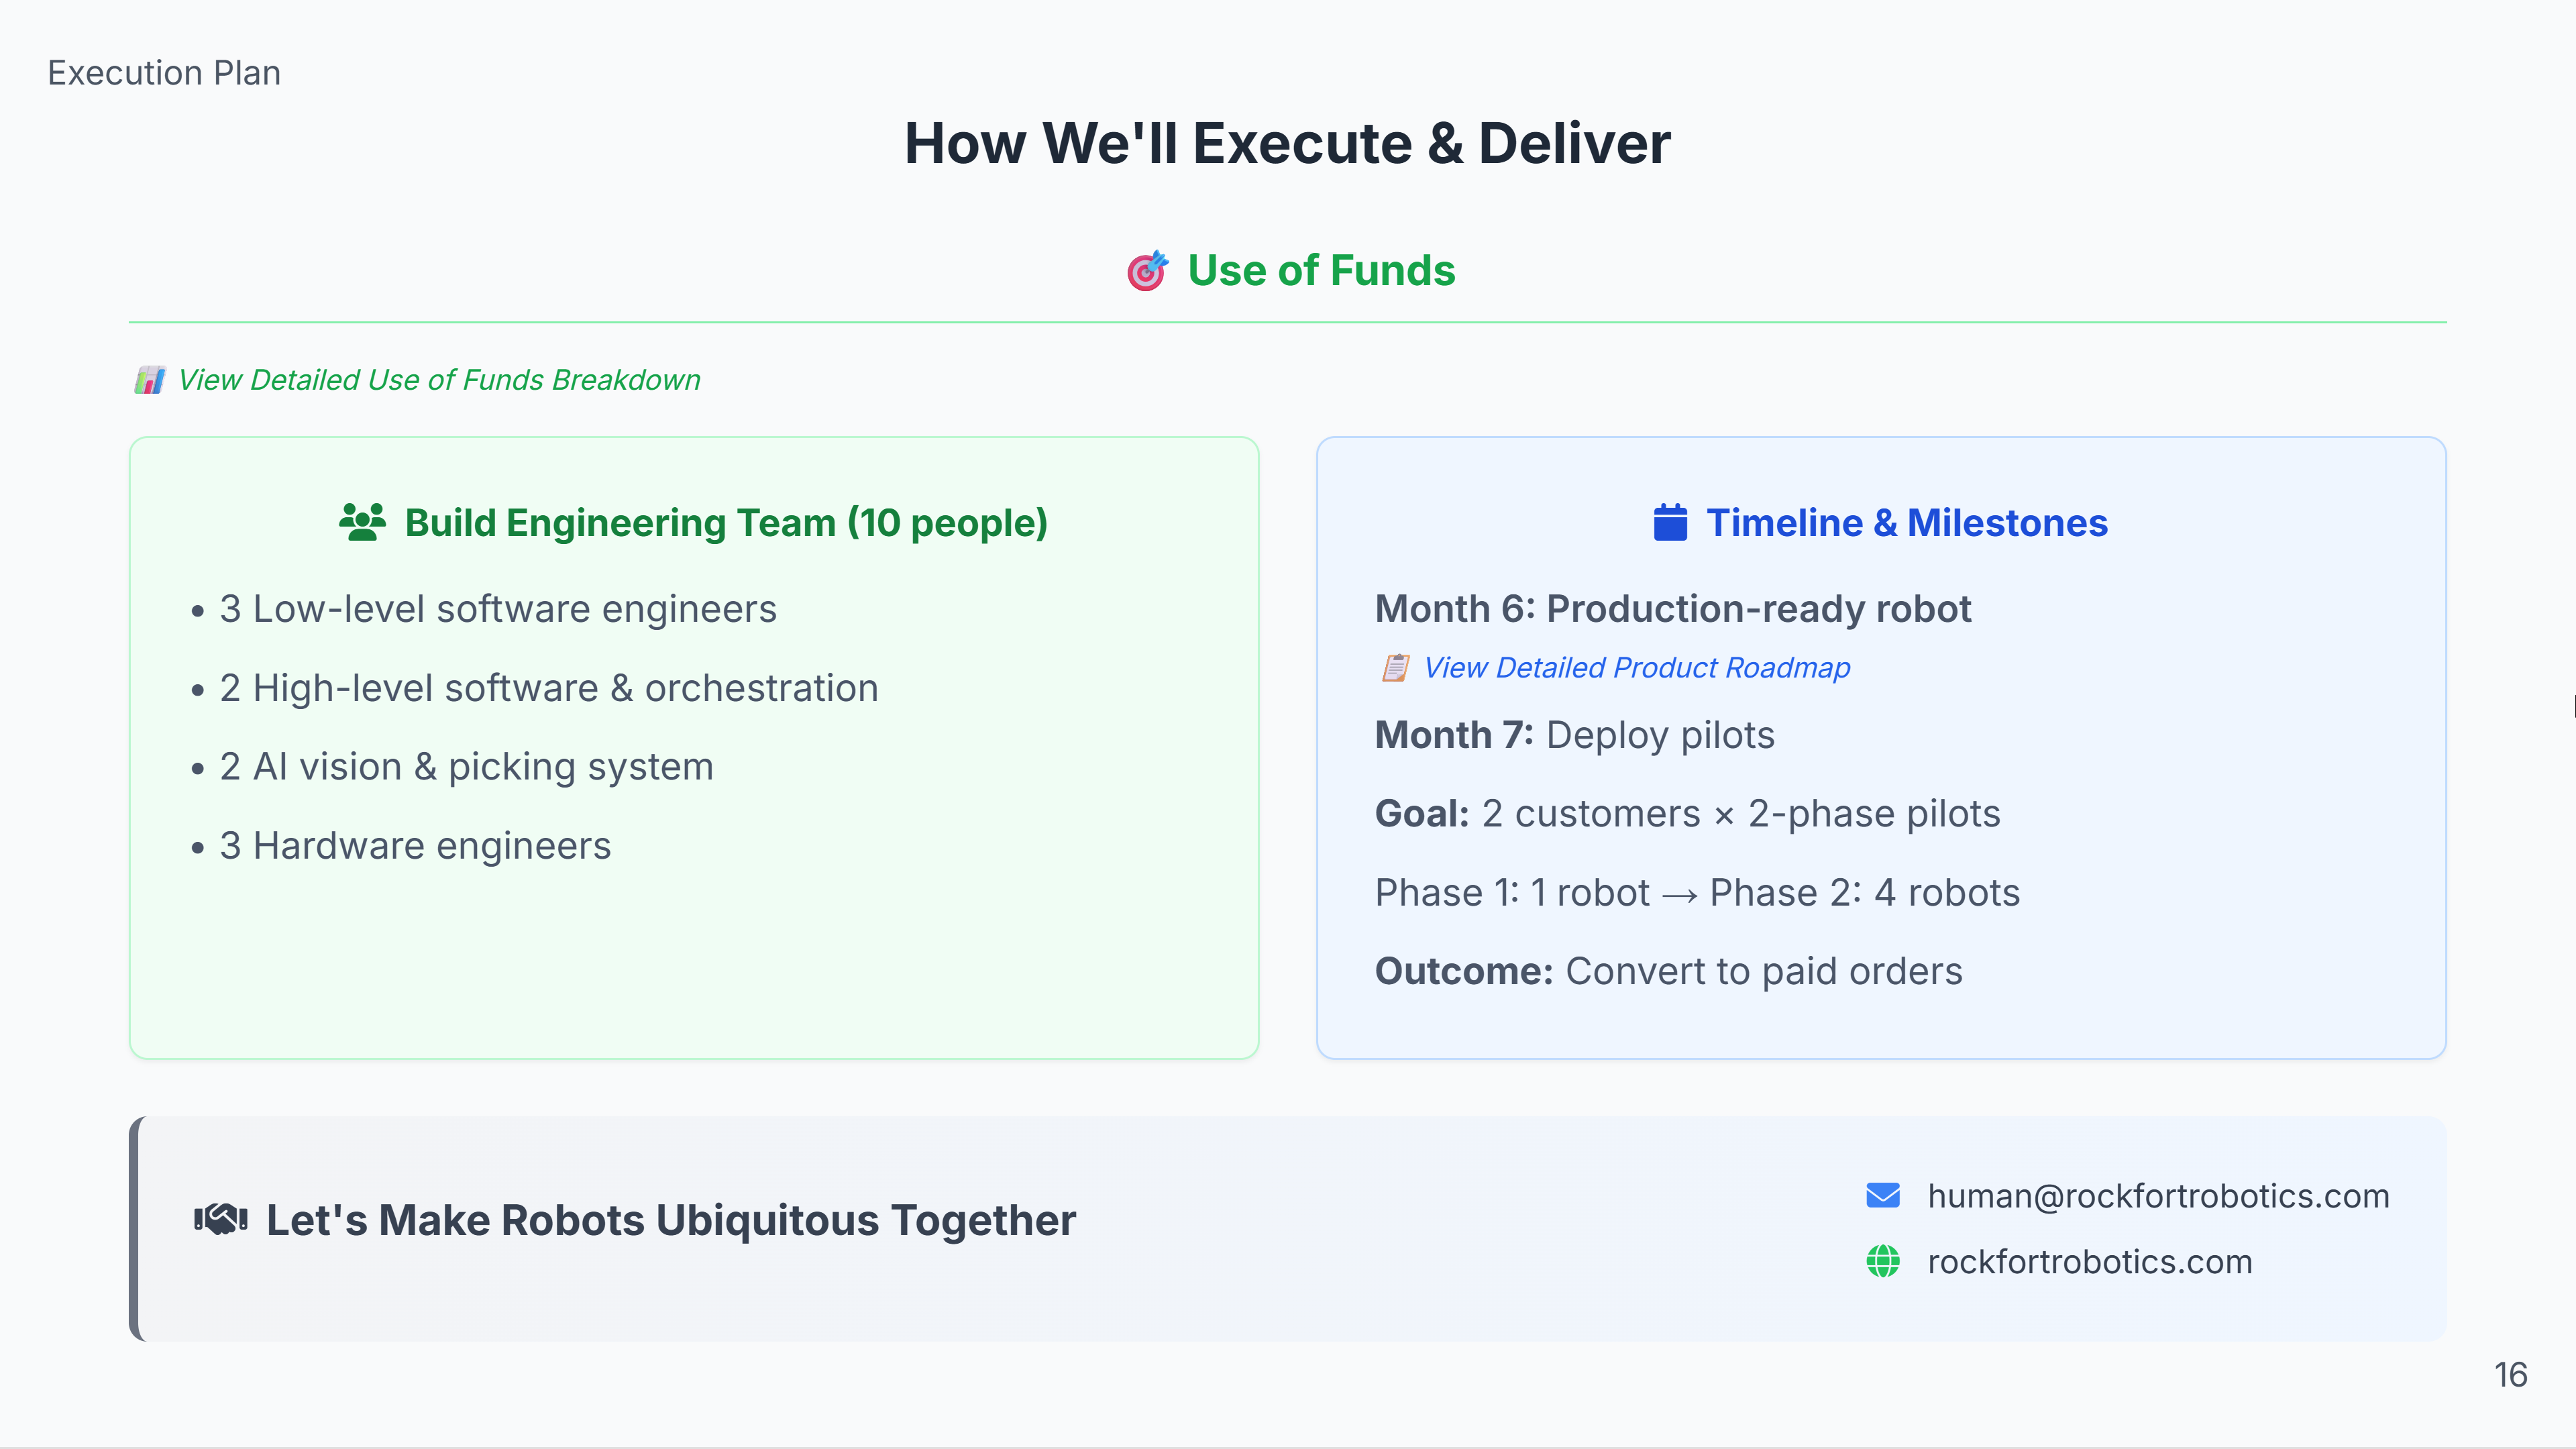 Execution Plan
How We'll Execute & Deliver
🎯 Use of Funds
📊 View Detailed Use of Funds Breakdown
Build Engineering Team (10 people)
• 3 Low-level software engineers
• 2 High-level software & orchestration
• 2 AI vision & picking system
• 3 Hardware engineers
Timeline & Milestones
Month 6: Production-ready robot
📋 View Detailed Product Roadmap
Month 7: Deploy pilots
Goal: 2 customers × 2-phase pilots
Phase 1: 1 robot → Phase 2: 4 robots
Outcome: Convert to paid orders
Let's Make Robots Ubiquitous Together
human@rockfortrobotics.com
rockfortrobotics.com
16